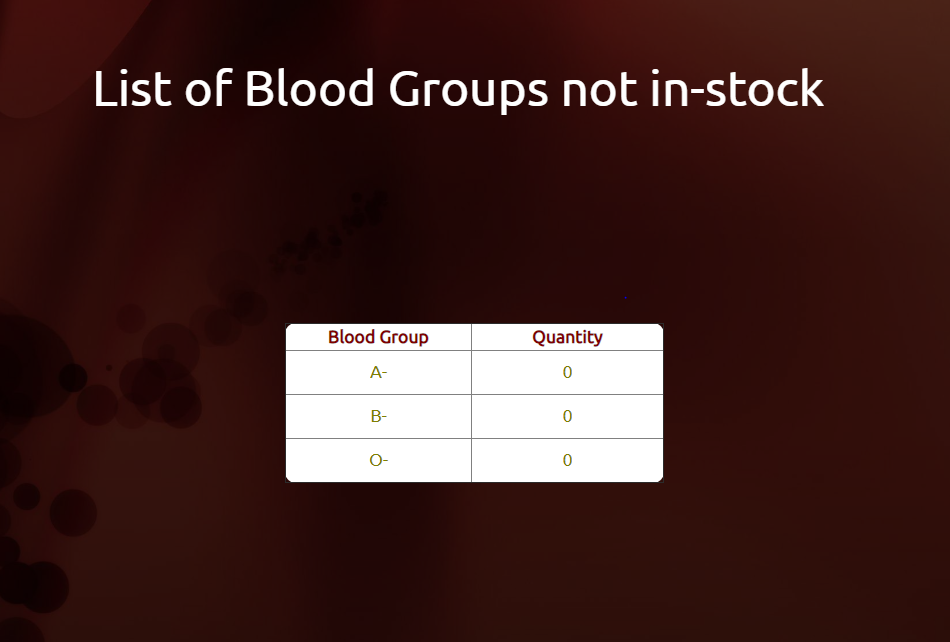 List of Blood Groups not in-stock
Blood Group Quantity
A- 0
B- 0
O- 0